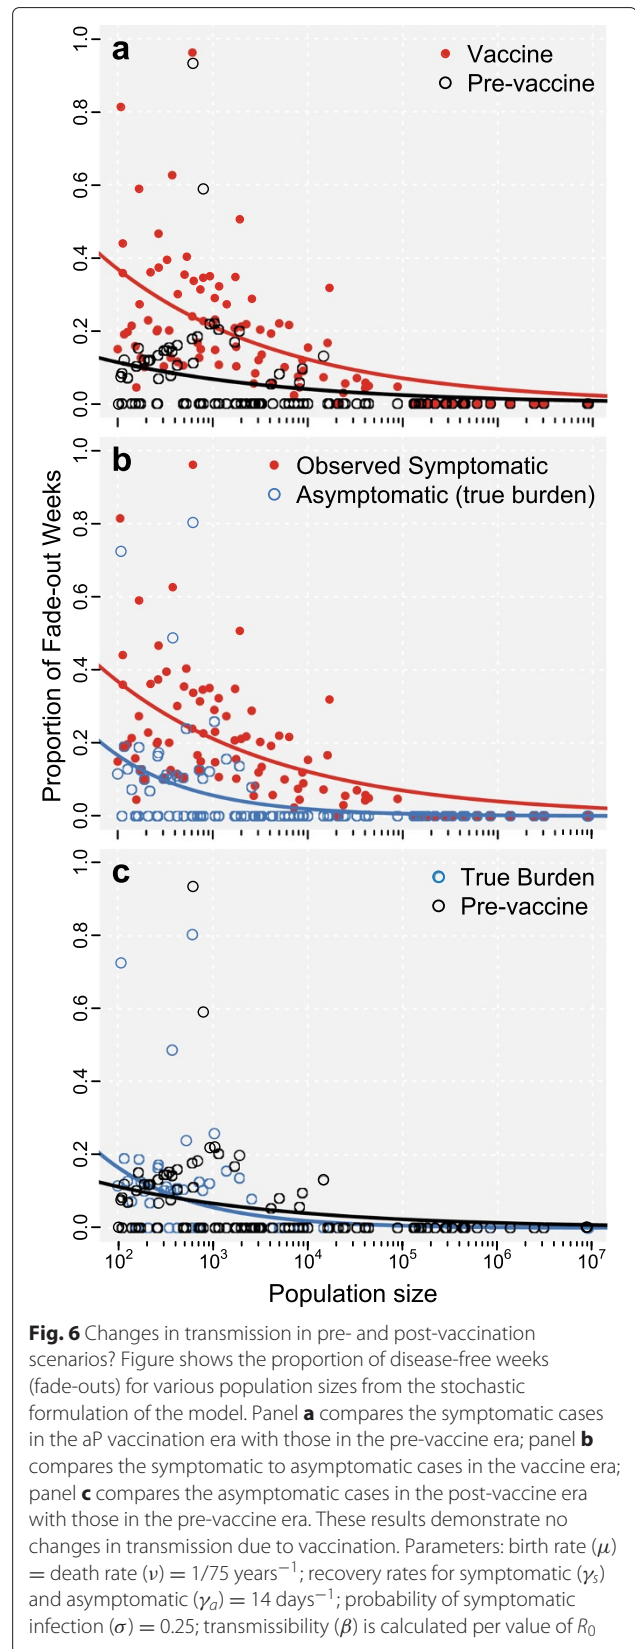 a
Vaccine
Pre-vaccine
1.0
0.8
0.6
0.4
0.2
0.0
b
Observed Symptomatic
Asymptomatic (true burden)
1.0
0.8
0.6
0.4
0.2
0.0
Proportion of Fade-out Weeks
c
True Burden
Pre-vaccine
1.0
0.8
0.6
0.4
0.2
0.0
10² 10³ 10⁴ 10⁵ 10⁶ 10⁷
Population size
Fig. 6 Changes in transmission in pre- and post-vaccination
scenarios? Figure shows the proportion of disease-free weeks
(fade-outs) for various population sizes from the stochastic
formulation of the model. Panel a compares the symptomatic cases
in the aP vaccination era with those in the pre-vaccine era; panel b
compares the symptomatic to asymptomatic cases in the vaccine era;
panel c compares the asymptomatic cases in the post-vaccine era
with those in the pre-vaccine era. These results demonstrate no
changes in transmission due to vaccination. Parameters: birth rate (μ)
= death rate (ν) = 1/75 years⁻¹; recovery rates for symptomatic (γₛ)
and asymptomatic (γₐ) = 14 days⁻¹; probability of symptomatic
infection (σ) = 0.25; transmissibility (β) is calculated per value of R₀